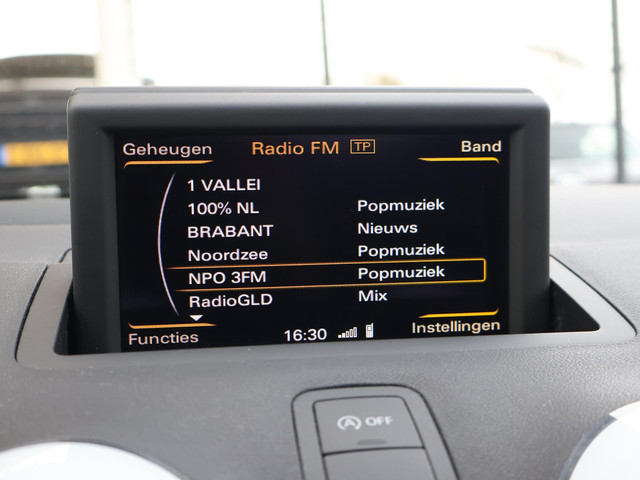 Geheugen Radio FM TP Band
1 VALLEI
100% NL Popmuziek
BRABANT Nieuws
Noordzee Popmuziek
NPO 3FM Popmuziek
RadioGLD Mix
Functies 16:30 Instellingen
A OFF